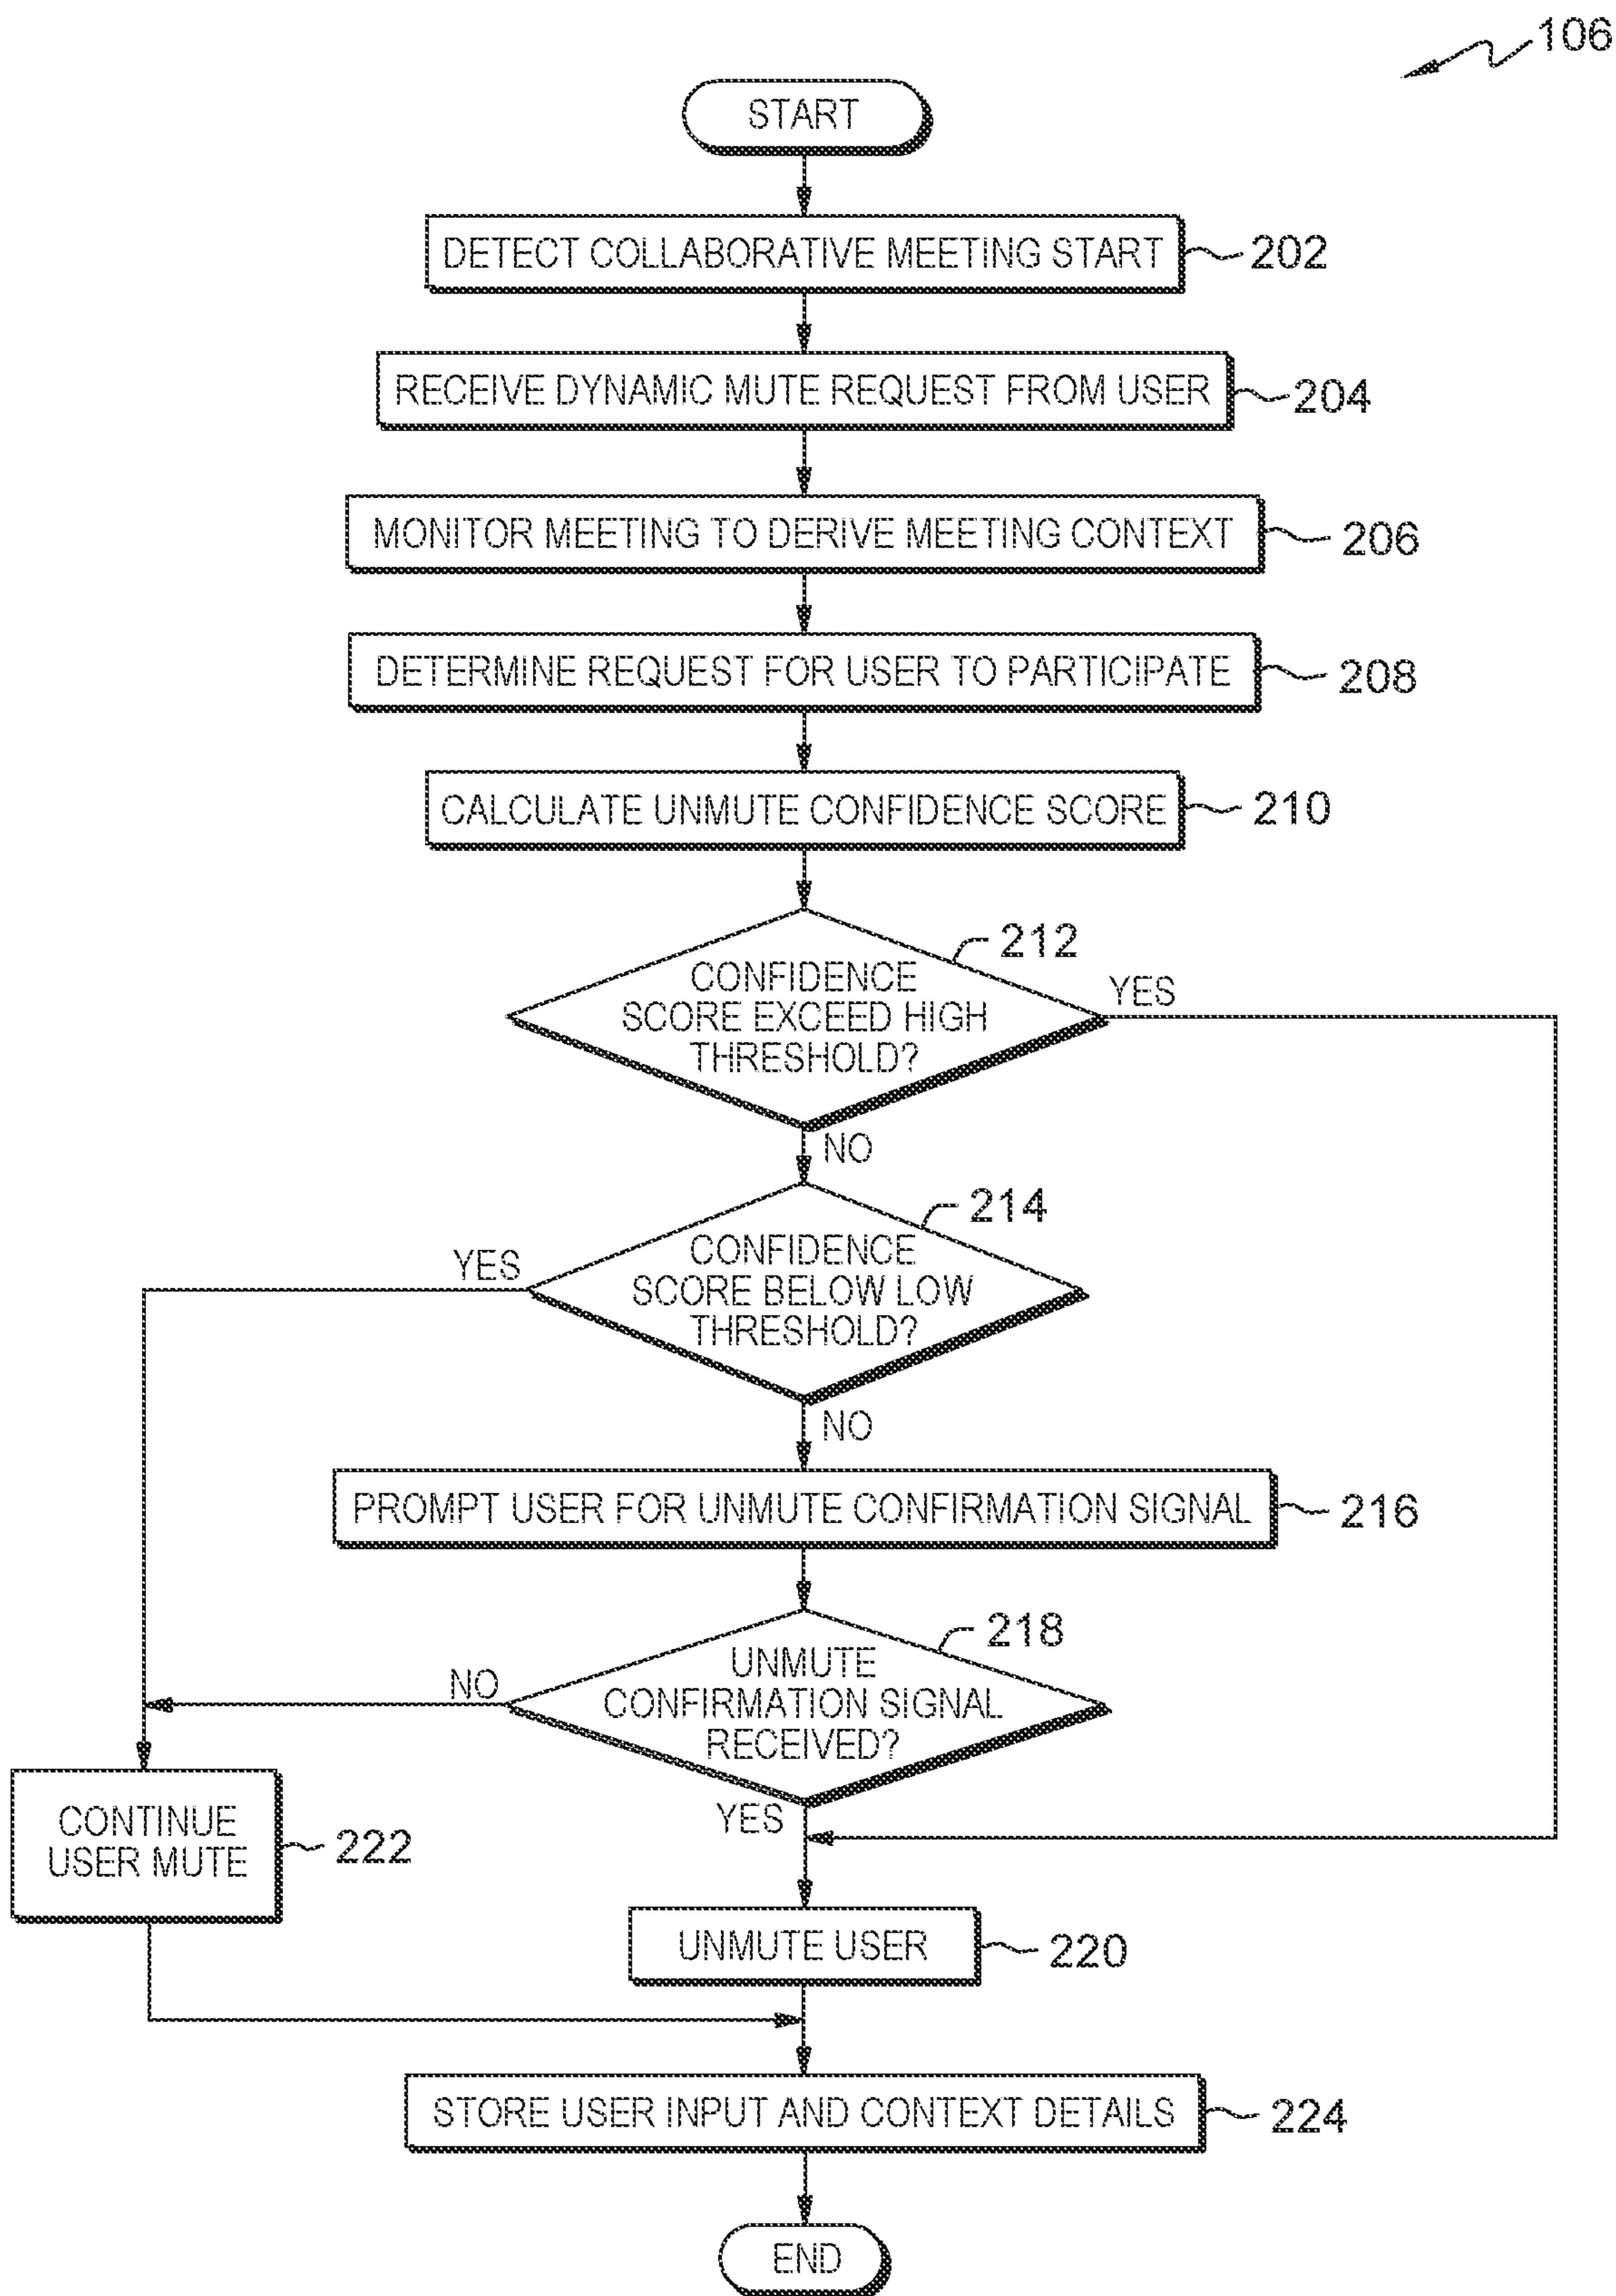 106
START
DETECT COLLABORATIVE MEETING START
202
RECEIVE DYNAMIC MUTE REQUEST FROM USER
204
MONITOR MEETING TO DERIVE MEETING CONTEXT
206
DETERMINE REQUEST FOR USER TO PARTICIPATE
208
CALCULATE UNMUTE CONFIDENCE SCORE
210
212
CONFIDENCE
SCORE EXCEED HIGH
THRESHOLD?
YES
NO
214
CONFIDENCE
SCORE BELOW LOW
THRESHOLD?
YES
NO
PROMPT USER FOR UNMUTE CONFIRMATION SIGNAL
216
218
UNMUTE
CONFIRMATION SIGNAL
RECEIVED?
NO
YES
CONTINUE
USER MUTE
222
UNMUTE USER
220
STORE USER INPUT AND CONTEXT DETAILS
224
END